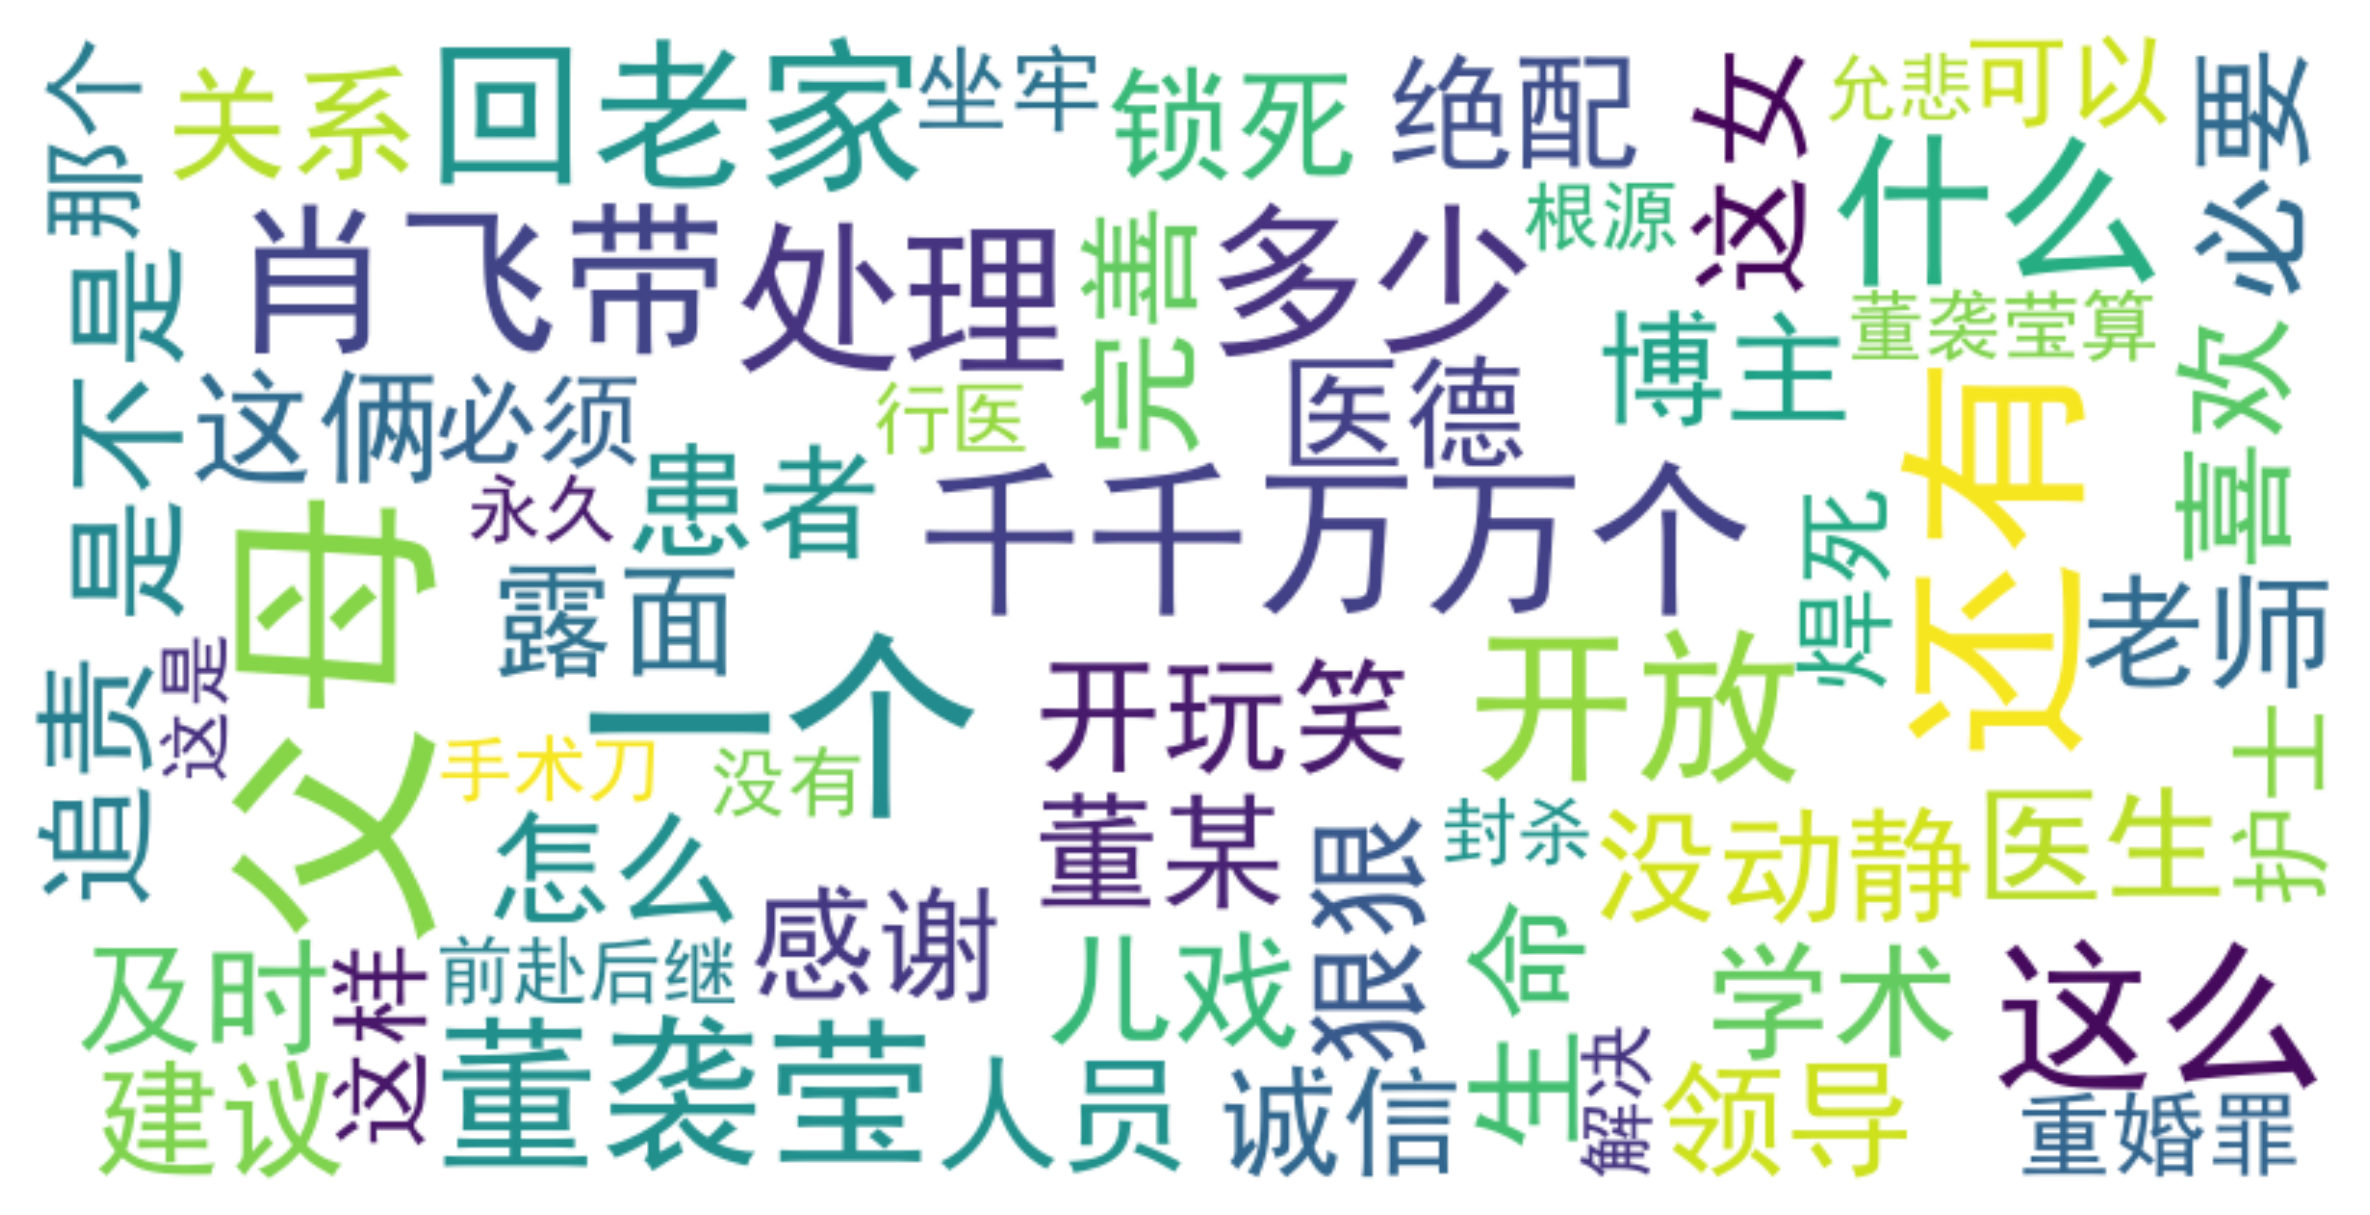 那个
关系
回老家
坐牢
锁死
绝配
这女
允悲
可以
必要
什么
肖飞带
处理
完善
多少
根源
董袭莹算
博主
喜欢
是不是
这俩
必须
行医
医德
还有
永久
患者
千千万万个
焊死
父母
露面
老师
一个
开玩笑
开放
这是
追责
手术刀
没有
护士
怎么
董某
狠狠
封杀
没动静
医生
感谢
生命
及时
这样
前赴后继
儿戏
学术
这么
建议
董袭莹
人员
诚信
解决
领导
重婚罪